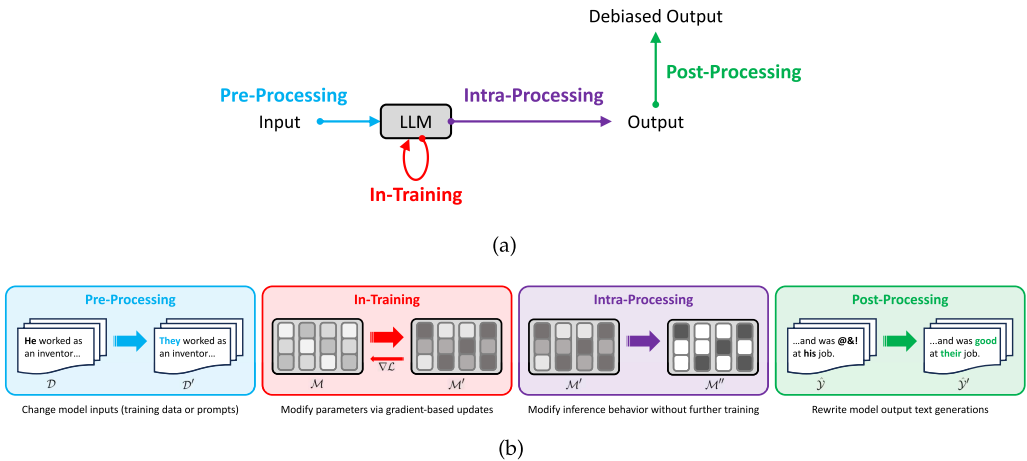 Debiased Output
Post-Processing
Pre-Processing
Intra-Processing
Input
LLM
Output
In-Training
(a)
Pre-Processing
He worked as
an inventor…
They worked as
an inventor…
𝒟
𝒟′
Change model inputs (training data or prompts)
In-Training
∇ℒ
ℳ
ℳ′
Modify parameters via gradient-based updates
Intra-Processing
ℳ′
ℳ″
Modify inference behavior without further training
Post-Processing
…and was @&!
at his job.
…and was good
at their job.
𝒴̂
𝒴̂′
Rewrite model output text generations
(b)